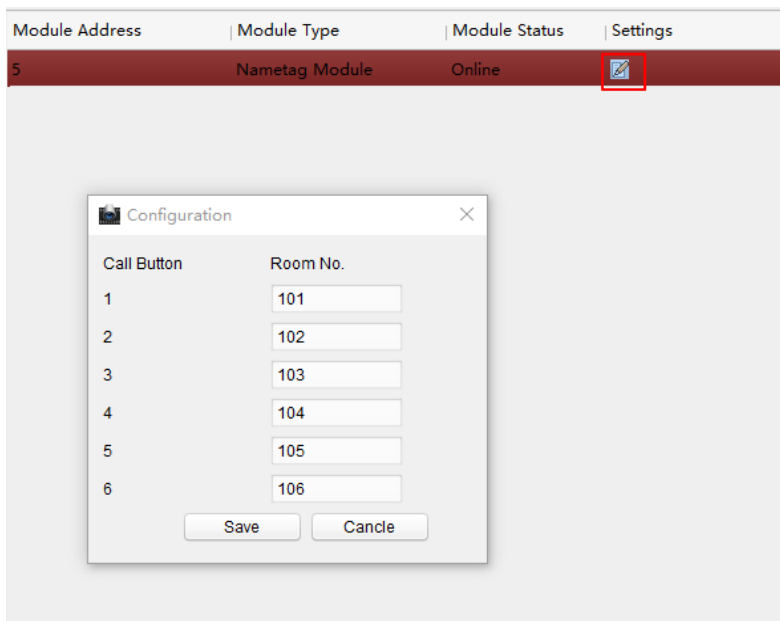 Module Address Module Type Module Status Settings
5 Nametag Module Online
Configuration
Call Button Room No.
1 101
2 102
3 103
4 104
5 105
6 106
Save Cancle